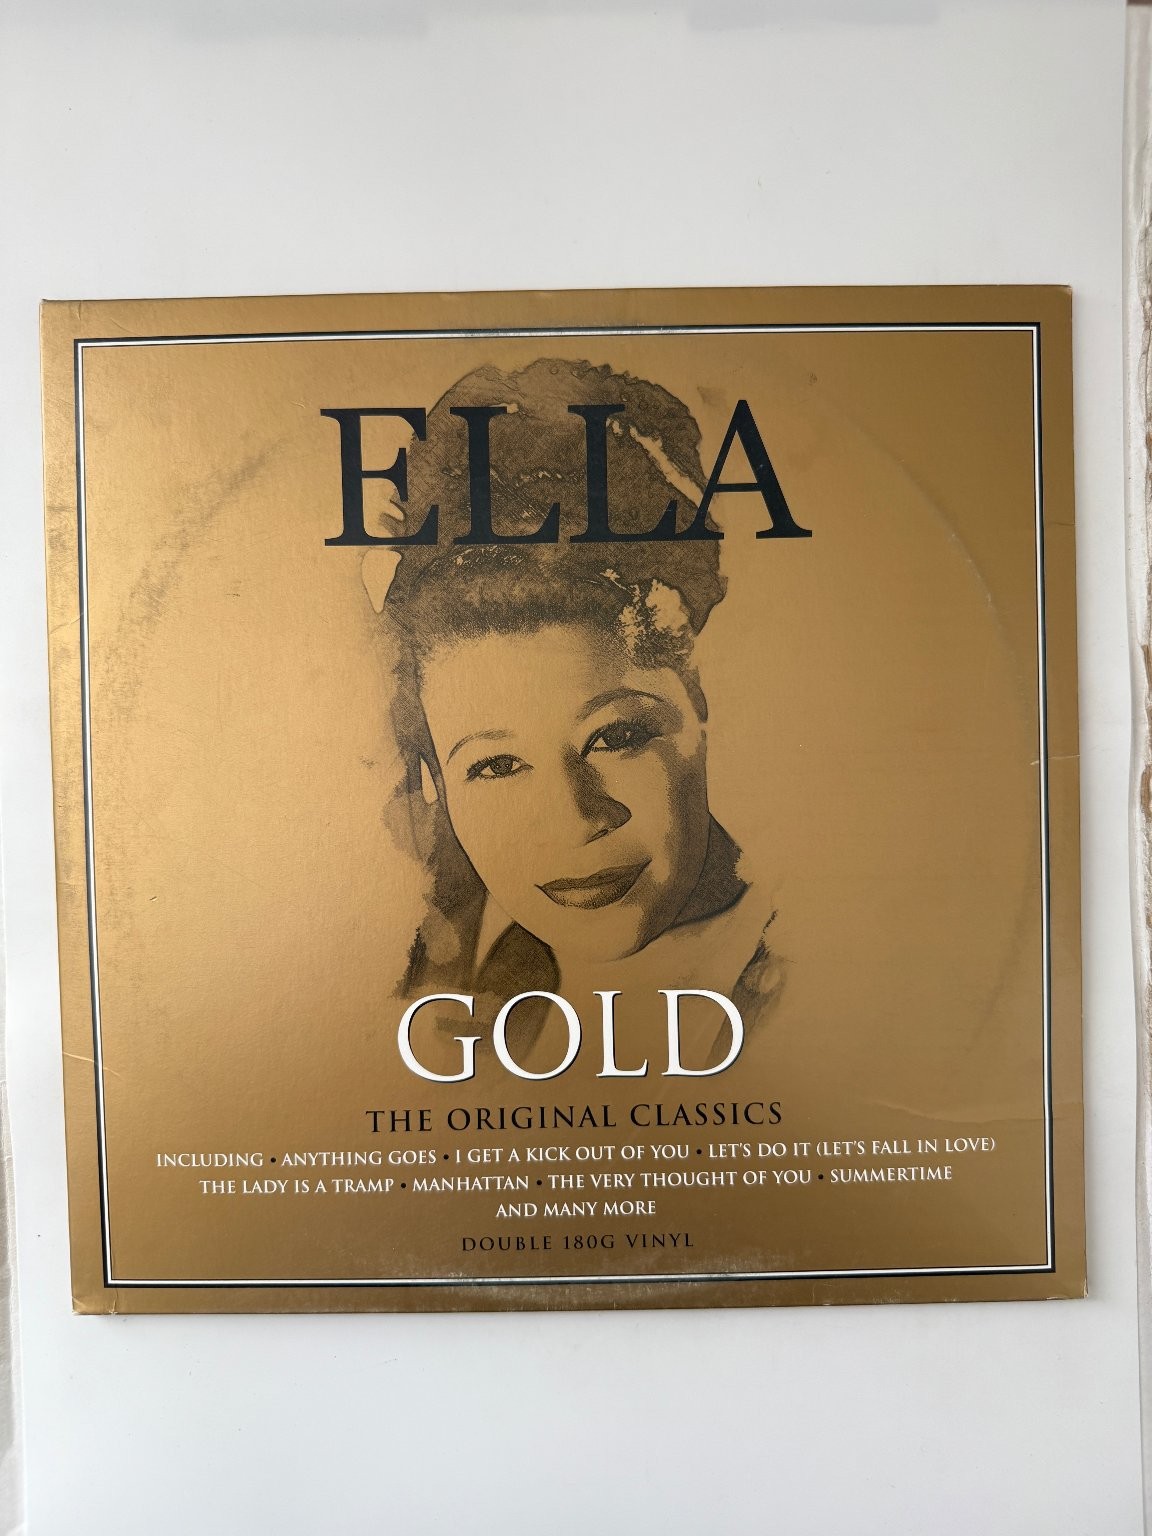 ELLA
GOLD
THE ORIGINAL CLASSICS
INCLUDING • ANYTHING GOES • I GET A KICK OUT OF YOU • LET'S DO IT (LET'S FALL IN LOVE)
THE LADY IS A TRAMP • MANHATTAN • THE VERY THOUGHT OF YOU • SUMMERTIME
AND MANY MORE
DOUBLE 180G VINYL